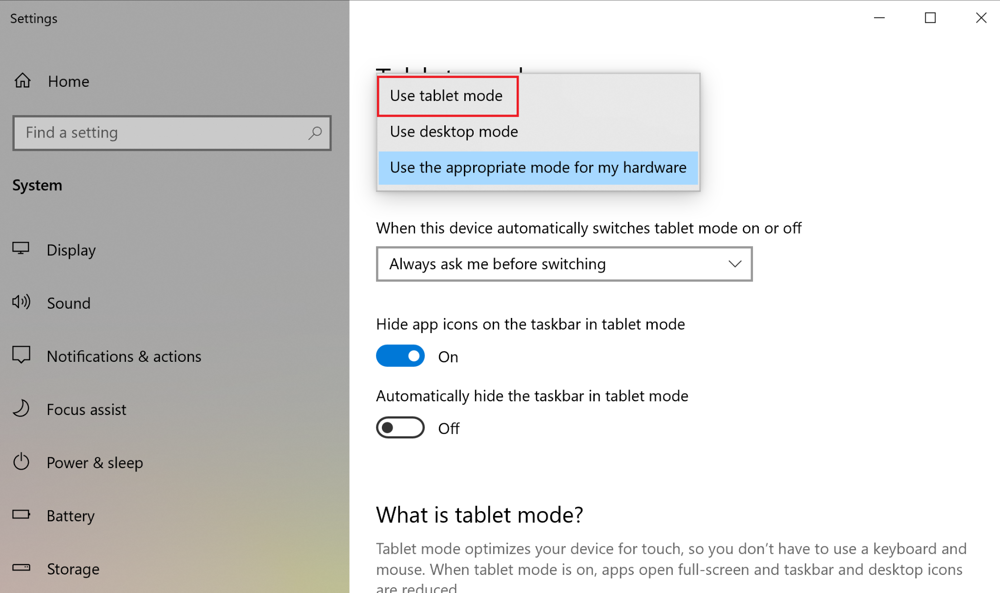 Settings
Home
Find a setting
System
Display
Sound
Notifications & actions
Focus assist
Power & sleep
Battery
Storage
Use tablet mode
Use desktop mode
Use the appropriate mode for my hardware
When this device automatically switches tablet mode on or off
Always ask me before switching
Hide app icons on the taskbar in tablet mode
On
Automatically hide the taskbar in tablet mode
Off
What is tablet mode?
Tablet mode optimizes your device for touch, so you don’t have to use a keyboard and
mouse. When tablet mode is on, apps open full-screen and taskbar and desktop icons
are reduced